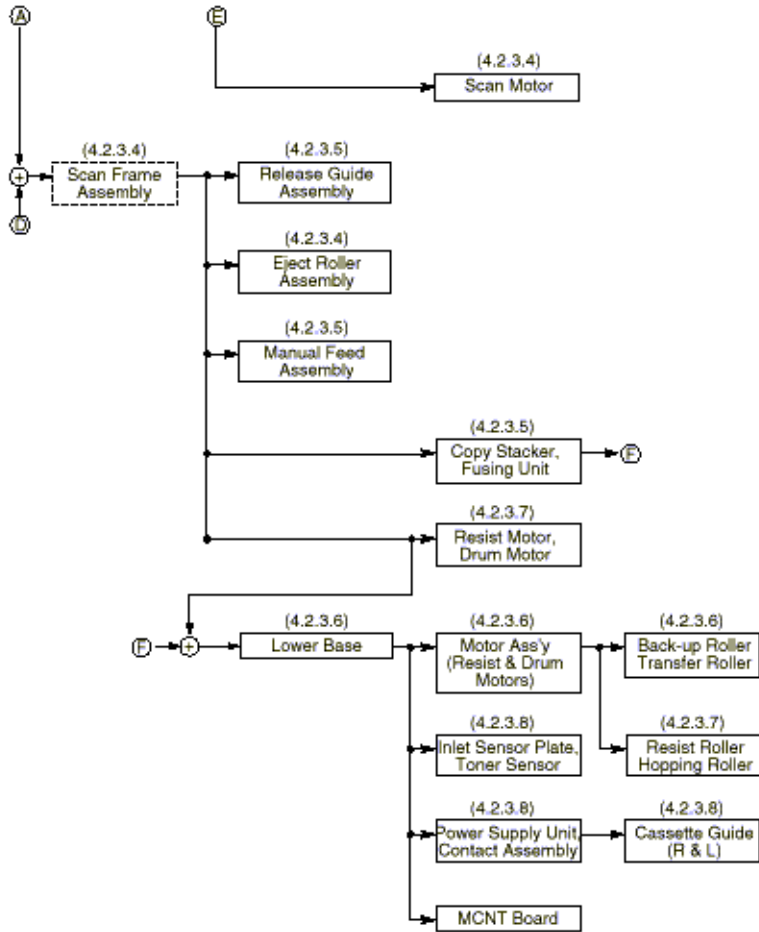 A
E
(4.2.3.4)
Scan Motor
(4.2.3.4)
Scan Frame
Assembly
(4.2.3.5)
Release Guide
Assembly
+
D
(4.2.3.4)
Eject Roller
Assembly
(4.2.3.5)
Manual Feed
Assembly
(4.2.3.5)
Copy Stacker,
Fusing Unit
F
(4.2.3.7)
Resist Motor,
Drum Motor
F
+
(4.2.3.6)
Lower Base
(4.2.3.6)
Motor Ass'y
(Resist & Drum
Motors)
(4.2.3.6)
Back-up Roller
Transfer Roller
(4.2.3.8)
Inlet Sensor Plate,
Toner Sensor
(4.2.3.7)
Resist Roller
Hopping Roller
(4.2.3.8)
Power Supply Unit,
Contact Assembly
(4.2.3.8)
Cassette Guide
(R & L)
MCNT Board